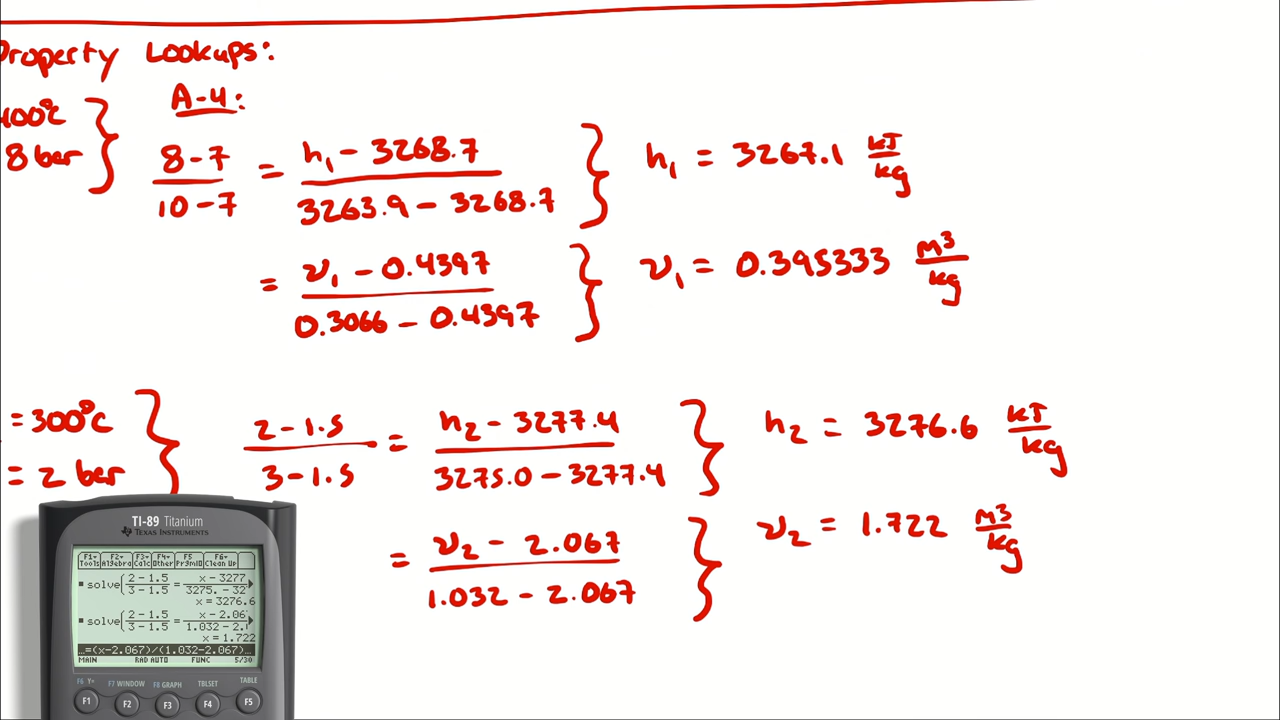 Property Lookups:
400°C
8 bar
A-4:
8-7 / 10-7 = h₁ - 3268.7 / 3263.9 - 3268.7
h₁ = 3267.1 kJ/kg
= v₁ - 0.4397 / 0.3066 - 0.4397
v₁ = 0.395333 m³/kg
= 300°C
= 2 bar
2-1.5 / 3-1.5 = h₂ - 3277.4 / 3275.0 - 3277.4
h₂ = 3276.6 kJ/kg
= v₂ - 2.067 / 1.032 - 2.067
v₂ = 1.722 m³/kg
TI-89 Titanium
TEXAS INSTRUMENTS
F1▾ F2▾ F3▾ F4▾ F5 F6▾
Tools Algebra Calc Other PrgmIO Clean Up
solve((2-1.5)/(3-1.5) = (x-3277)/(3275.-32
x = 3276.6
solve((2-1.5)/(3-1.5) = (x-2.06)/(1.032-2.
x = 1.722
…=(x-2.067)/(1.032-2.067)…
MAIN RAD AUTO FUNC 5/30
F6 Y= F7 WINDOW F8 GRAPH TBLSET TABLE
F1 F2 F3 F4 F5